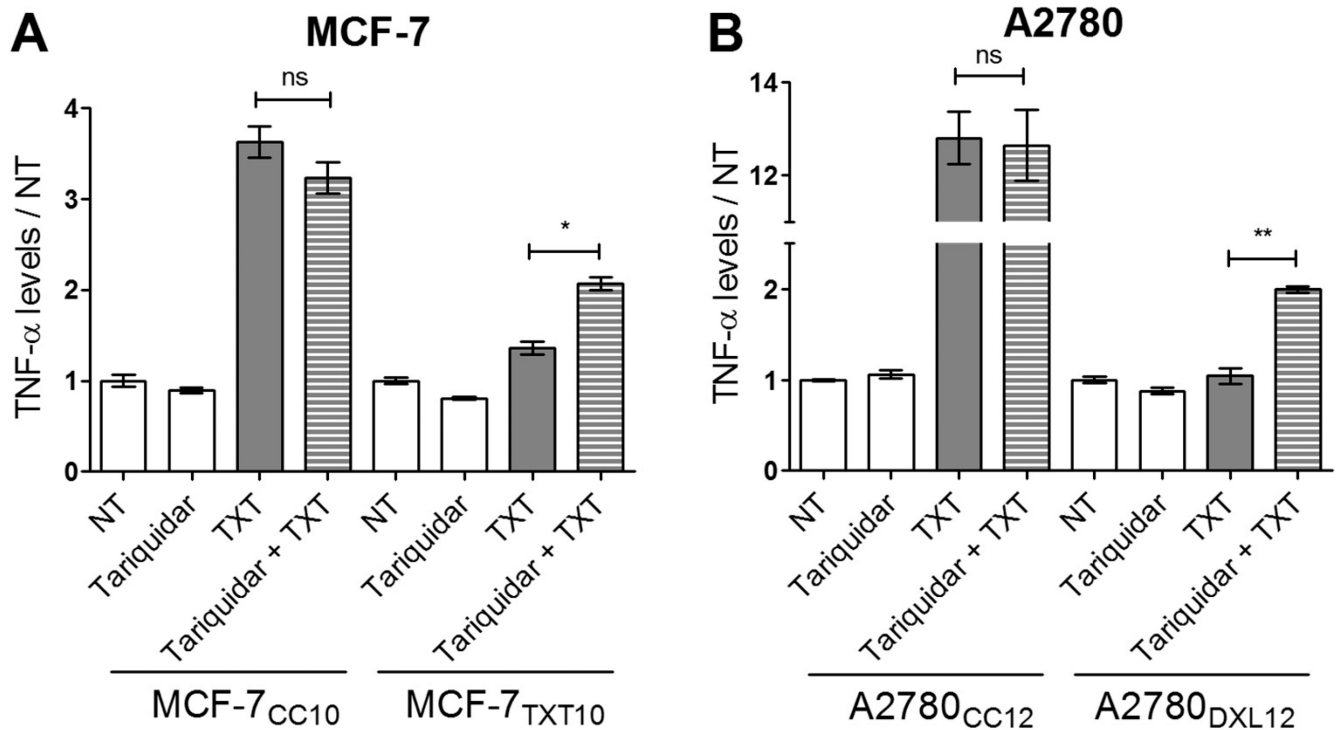 A
MCF-7
TNF-α levels / NT
4
3
2
1
0
ns
*
NT
Tariquidar
TXT
Tariquidar + TXT
NT
Tariquidar
TXT
Tariquidar + TXT
MCF-7CC10
MCF-7TXT10
B
A2780
TNF-α levels / NT
14
12
2
1
0
ns
**
NT
Tariquidar
TXT
Tariquidar + TXT
NT
Tariquidar
TXT
Tariquidar + TXT
A2780CC12
A2780DXL12